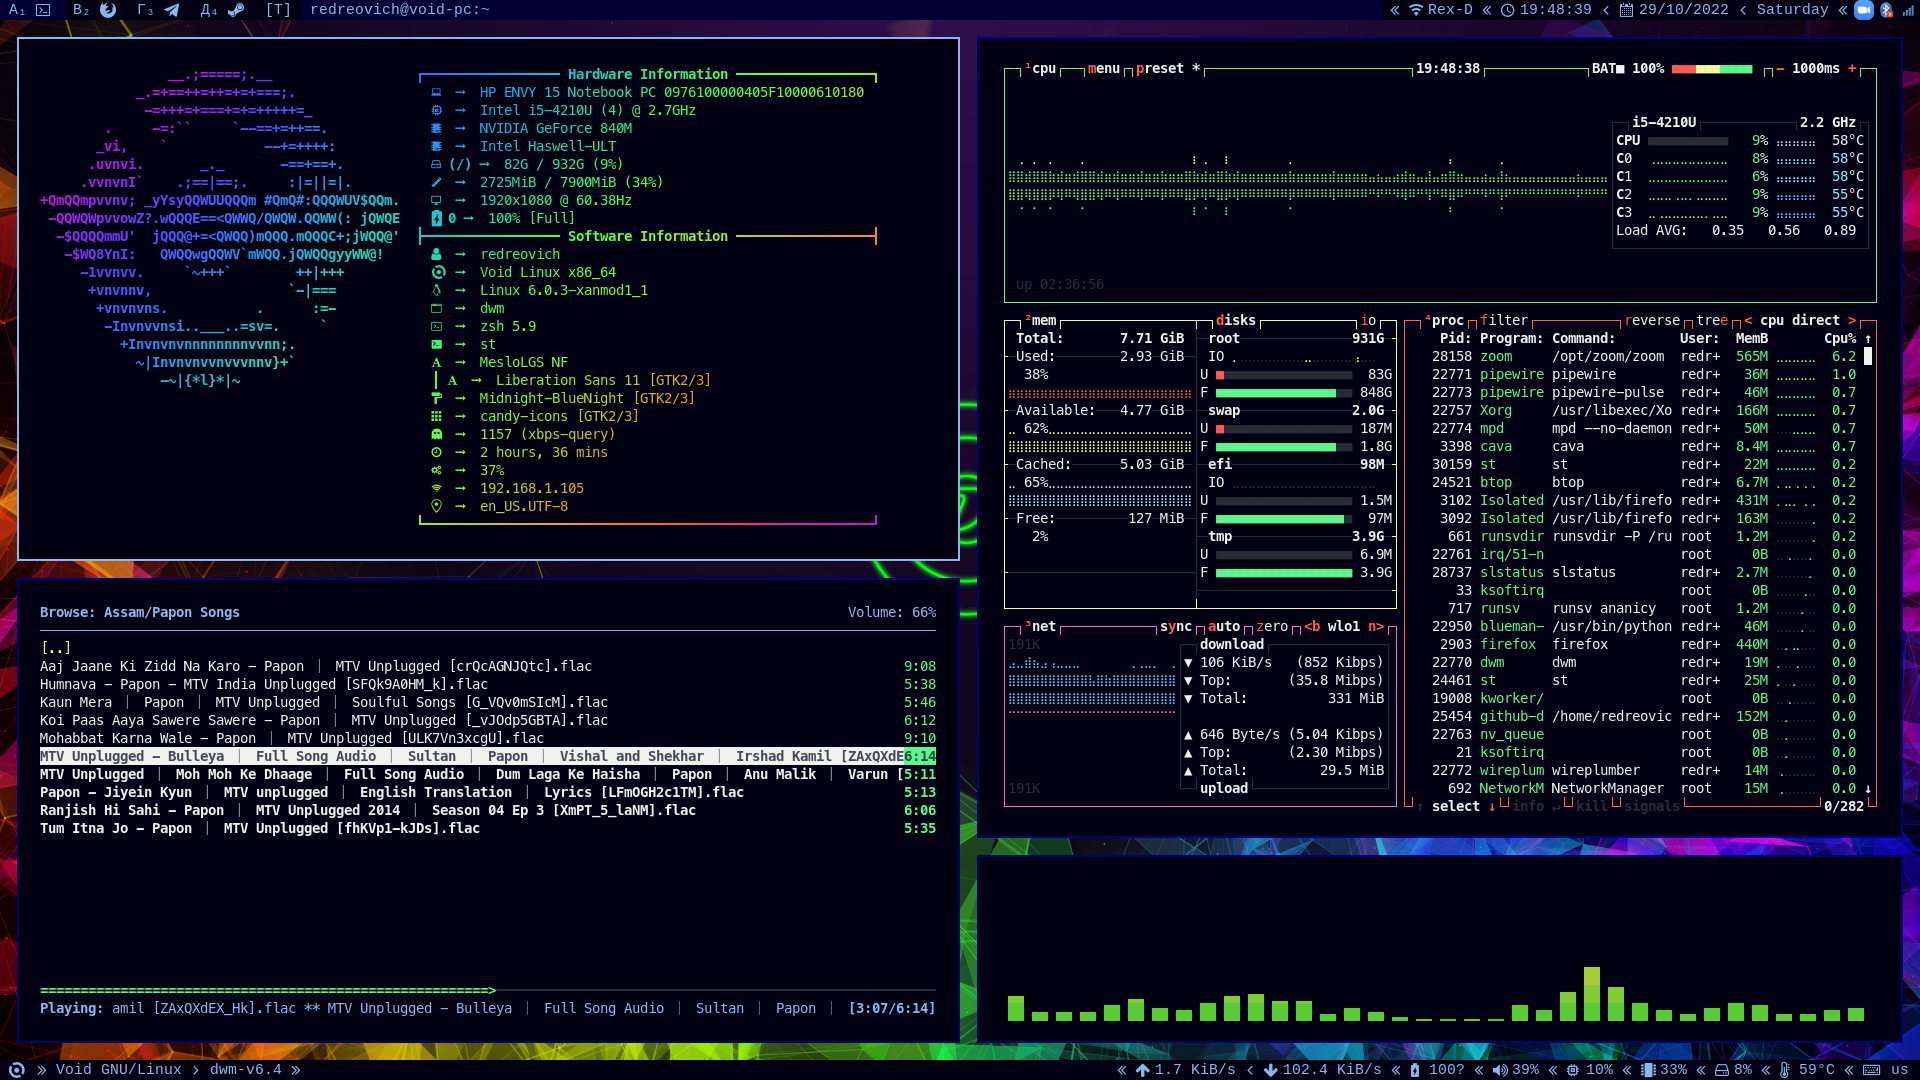 А₁ В₂ Г₃ Д₄ [T] redreovich@void-pc:~
« Rex-D « 19:48:39 ‹ 29/10/2022 ‹ Saturday «
Hardware Information
→ HP ENVY 15 Notebook PC 0976100000405F10000610180
→ Intel i5-4210U (4) @ 2.7GHz
→ NVIDIA GeForce 840M
→ Intel Haswell-ULT
(/) → 82G / 932G (9%)
→ 2725MiB / 7900MiB (34%)
→ 1920x1080 @ 60.38Hz
0 → 100% [Full]
Software Information
→ redreovich
→ Void Linux x86_64
→ Linux 6.0.3-xanmod1_1
→ dwm
→ zsh 5.9
→ st
→ MesloLGS NF
→ Liberation Sans 11 [GTK2/3]
→ Midnight-BlueNight [GTK2/3]
→ candy-icons [GTK2/3]
→ 1157 (xbps-query)
→ 2 hours, 36 mins
→ 37%
→ 192.168.1.105
→ en_US.UTF-8
Browse: Assam/Papon Songs Volume: 66%
[..]
Aaj Jaane Ki Zidd Na Karo - Papon | MTV Unplugged [crQcAGNJQtc].flac 9:08
Humnava - Papon - MTV India Unplugged [SFQk9A0HM_k].flac 5:38
Kaun Mera | Papon | MTV Unplugged | Soulful Songs [G_VQv0mSIcM].flac 5:46
Koi Paas Aaya Sawere Sawere - Papon | MTV Unplugged [_vJOdp5GBTA].flac 6:12
Mohabbat Karna Wale - Papon | MTV Unplugged [ULK7Vn3xcgU].flac 9:10
MTV Unplugged - Bulleya | Full Song Audio | Sultan | Papon | Vishal and Shekhar | Irshad Kamil [ZAxQXdE6:14
MTV Unplugged | Moh Moh Ke Dhaage | Full Song Audio | Dum Laga Ke Haisha | Papon | Anu Malik | Varun [5:11
Papon - Jiyein Kyun | MTV unplugged | English Translation | Lyrics [LFmOGH2c1TM].flac 5:13
Ranjish Hi Sahi - Papon | MTV Unplugged 2014 | Season 04 Ep 3 [XmPT_5_laNM].flac 6:06
Tum Itna Jo - Papon | MTV Unplugged [fhKVp1-kJDs].flac 5:35
Playing: amil [ZAxQXdEX_Hk].flac ** MTV Unplugged - Bulleya | Full Song Audio | Sultan | Papon | [3:07/6:14]
¹cpu menu preset * 19:48:38 BAT■ 100% - 1000ms +
i5-4210U 2.2 GHz
CPU 9% 58°C
C0 8% 58°C
C1 6% 58°C
C2 9% 55°C
C3 9% 55°C
Load AVG: 0.35 0.56 0.89
up 02:36:56
²mem
Total: 7.71 GiB
Used: 2.93 GiB
38%
Available: 4.77 GiB
62%
Cached: 5.03 GiB
65%
Free: 127 MiB
2%
disks io
root 931G
IO
U 83G
F 848G
swap 2.0G
U 187M
F 1.8G
efi 98M
IO
U 1.5M
F 97M
tmp 3.9G
U 6.9M
F 3.9G
³net sync auto zero <b wlo1 n>
191K
download
▼ 106 KiB/s (852 Kibps)
▼ Top: (35.8 Mibps)
▼ Total: 331 MiB
▲ 646 Byte/s (5.04 Kibps)
▲ Top: (2.30 Mibps)
▲ Total: 29.5 MiB
191K
upload
⁴proc filter reverse tree < cpu direct >
Pid: Program: Command: User: MemB Cpu% ↑
28158 zoom /opt/zoom/zoom redr+ 565M 6.2
22771 pipewire pipewire redr+ 36M 1.0
22773 pipewire pipewire-pulse redr+ 46M 0.7
22757 Xorg /usr/libexec/Xo redr+ 166M 0.7
22774 mpd mpd --no-daemon redr+ 50M 0.7
3398 cava cava redr+ 8.4M 0.7
30159 st st redr+ 22M 0.2
24521 btop btop redr+ 6.7M 0.2
3102 Isolated /usr/lib/firefo redr+ 431M 0.2
3092 Isolated /usr/lib/firefo redr+ 163M 0.2
661 runsvdir runsvdir -P /ru root 1.2M 0.2
22761 irq/51-n root 0B 0.0
28737 slstatus slstatus redr+ 2.7M 0.0
33 ksoftirq root 0B 0.0
717 runsv runsv ananicy root 1.2M 0.0
22950 blueman- /usr/bin/python redr+ 46M 0.0
2903 firefox firefox redr+ 440M 0.0
22770 dwm dwm redr+ 19M 0.0
24461 st st redr+ 25M 0.0
19008 kworker/ root 0B 0.0
25454 github-d /home/redreovic redr+ 152M 0.0
22763 nv_queue root 0B 0.0
21 ksoftirq root 0B 0.0
22772 wireplum wireplumber redr+ 14M 0.0
692 NetworkM NetworkManager root 15M 0.0 ↓
↑ select ↓ info ↵ kill signals 0/282
» Void GNU/Linux › dwm-v6.4 »
« 1.7 KiB/s ‹ 102.4 KiB/s « 100? « 39% « 10% « 33% « 8% « 59°C « us